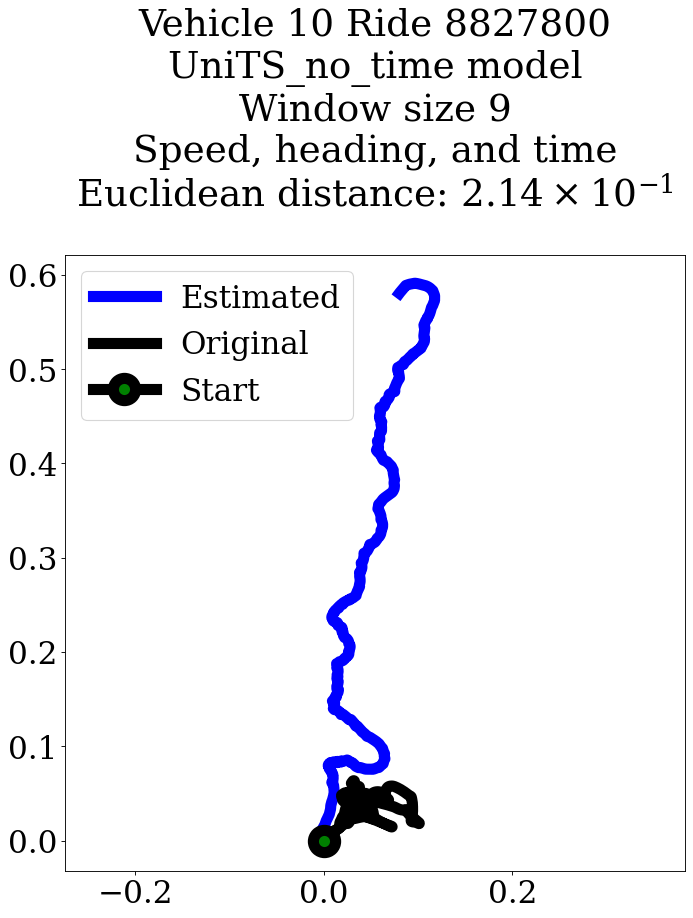 Vehicle 10 Ride 8827800
UniTS_no_time model
Window size 9
Speed, heading, and time
Euclidean distance: 2.14 × 10⁻¹
Estimated
Original
Start
0.6
0.5
0.4
0.3
0.2
0.1
0.0
−0.2 0.0 0.2